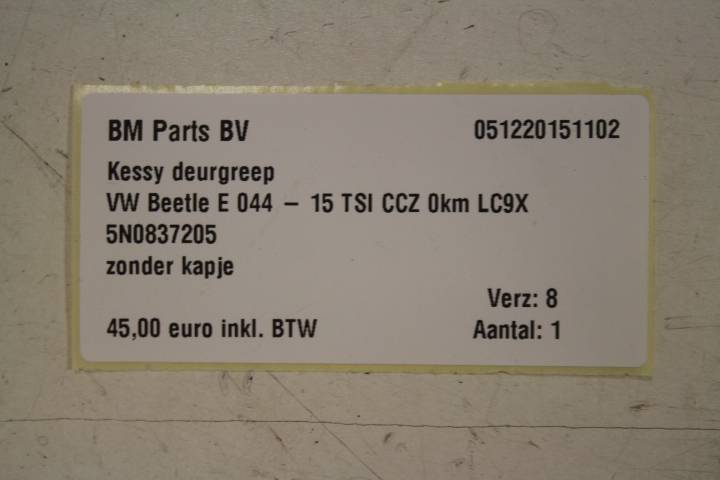 BM Parts BV 051220151102
Kessy deurgreep
VW Beetle E 044 – 15 TSI CCZ 0km LC9X
5N0837205
zonder kapje
Verz: 8
45,00 euro inkl. BTW Aantal: 1